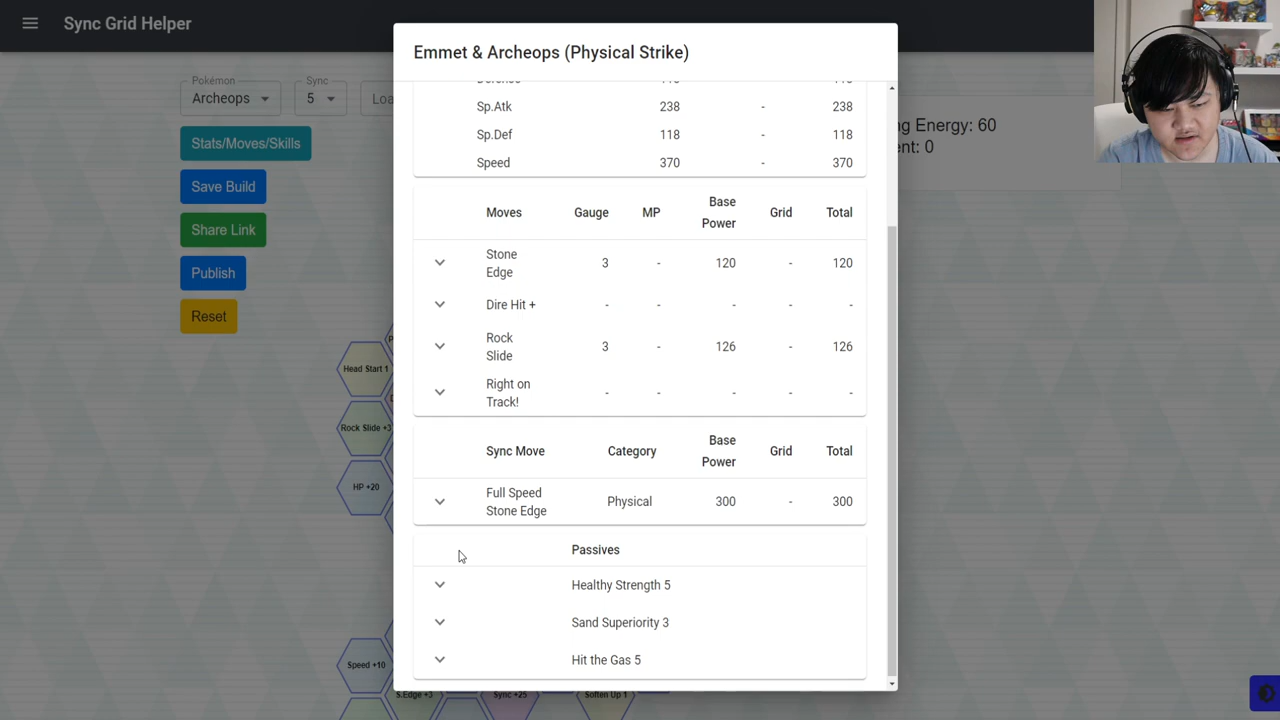 Sync Grid Helper
Pokémon
Archeops
Sync
5
Loa
Stats/Moves/Skills
Save Build
Share Link
Publish
Reset
Head Start 1
Rock Slide +3
HP +20
Speed +10
S.Edge +3
Sync +25
Soften Up 1
ng Energy: 60
nt: 0
Emmet & Archeops (Physical Strike)
Sp.Atk 238 - 238
Sp.Def 118 - 118
Speed 370 - 370
Moves Gauge MP Base Power Grid Total
Stone Edge 3 - 120 - 120
Dire Hit + - - - - -
Rock Slide 3 - 126 - 126
Right on Track! - - - - -
Sync Move Category Base Power Grid Total
Full Speed Stone Edge Physical 300 - 300
Passives
Healthy Strength 5
Sand Superiority 3
Hit the Gas 5